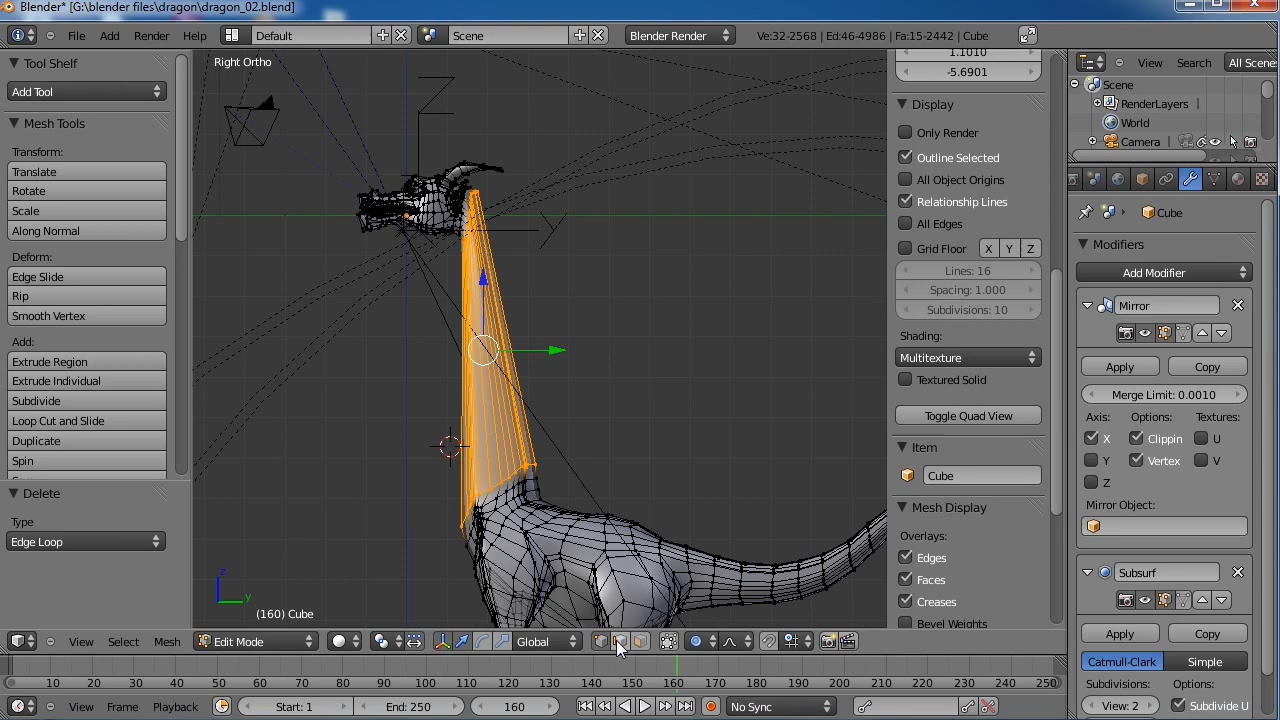 Blender* [G:\blender files\dragon\dragon_02.blend]
File Add Render Help Default Scene Blender Render Ve:32-2568 | Ed:46-4986 | Fa:15-2442 | Cube
View Search All Scene
Tool Shelf
Add Tool
Mesh Tools
Transform:
Translate
Rotate
Scale
Along Normal
Deform:
Edge Slide
Rip
Smooth Vertex
Add:
Extrude Region
Extrude Individual
Subdivide
Loop Cut and Slide
Duplicate
Spin
Delete
Type
Edge Loop
Right Ortho
Z
Y
z
y
(160) Cube
1.1010
-5.6901
Display
Only Render
Outline Selected
All Object Origins
Relationship Lines
All Edges
Grid Floor X Y Z
Lines: 16
Spacing: 1.000
Subdivisions: 10
Shading:
Multitexture
Textured Solid
Toggle Quad View
Item
Cube
Mesh Display
Overlays:
Edges
Faces
Creases
Bevel Weights
Scene
RenderLayers
World
Camera
Cube
Modifiers
Add Modifier
Mirror
Apply Copy
Merge Limit: 0.0010
Axis: Options: Textures:
X Clippin U
Y Vertex V
Z
Mirror Object:
Subsurf
Apply Copy
Catmull-Clark Simple
Subdivisions: Options:
View: 2 Subdivide U
View Select Mesh Edit Mode Global
10 20 30 40 50 60 70 80 90 100 110 120 130 140 150 160 170 180 190 200 210 220 230 240 250
View Frame Playback Start: 1 End: 250 160 No Sync